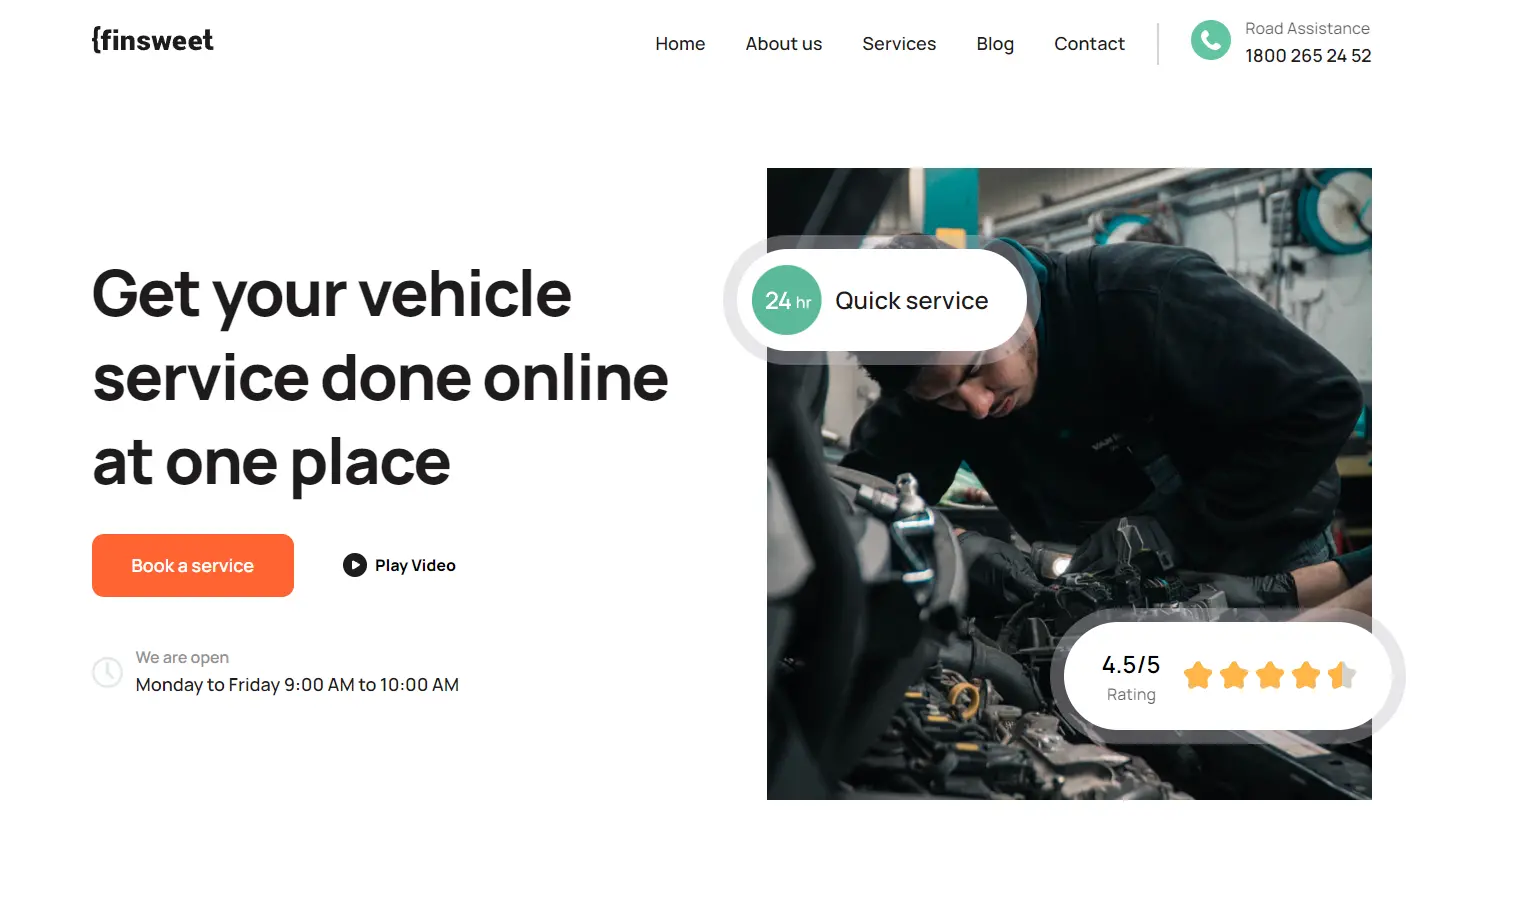 {finsweet
Home
About us
Services
Blog
Contact
Road Assistance
1800 265 24 52
Get your vehicle
service done online
at one place
24 hr
Quick service
Book a service
Play Video
We are open
Monday to Friday 9:00 AM to 10:00 AM
4.5/5
Rating